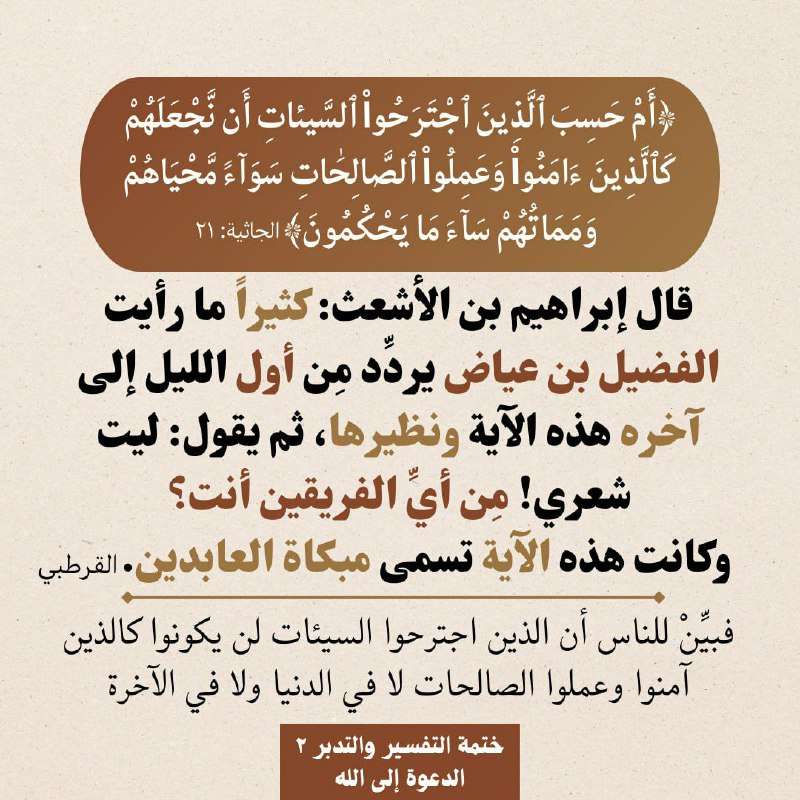 ﴿أَمْ حَسِبَ ٱلَّذِينَ ٱجْتَرَحُوا۟ ٱلسَّيِّئَاتِ أَن نَّجْعَلَهُمْ
كَٱلَّذِينَ ءَامَنُوا۟ وَعَمِلُوا۟ ٱلصَّالِحَٰتِ سَوَآءً مَّحْيَاهُمْ
وَمَمَاتُهُمْ سَآءَ مَا يَحْكُمُونَ﴾ الجاثية: ٢١
قال إبراهيم بن الأشعث: كثيراً ما رأيت
الفضيل بن عياض يردِّد مِن أول الليل إلى
آخره هذه الآية ونظيرها، ثم يقول: ليت
شعري! مِن أيِّ الفريقين أنت؟
وكانت هذه الآية تسمى مبكاة العابدين. القرطبي
فبيِّنْ للناس أن الذين اجترحوا السيئات لن يكونوا كالذين
آمنوا وعملوا الصالحات لا في الدنيا ولا في الآخرة
ختمة التفسير والتدبر ٢
الدعوة إلى الله